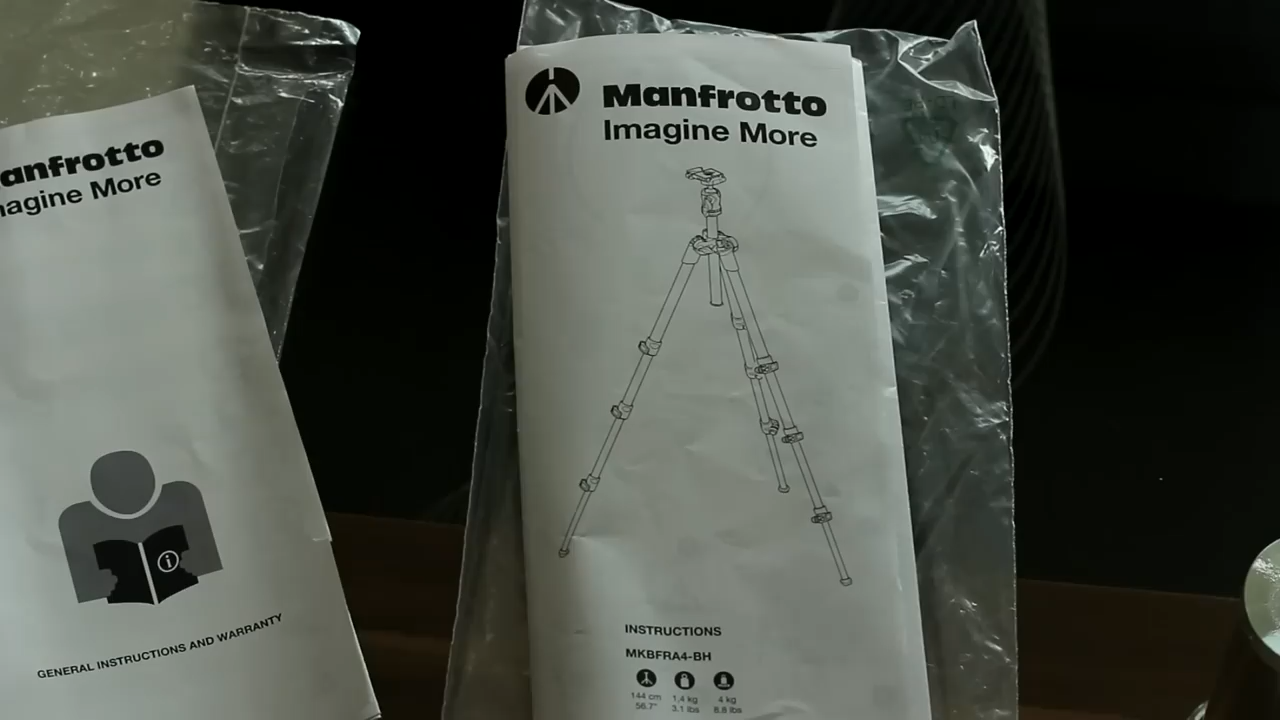 anfrotto
agine More
GENERAL INSTRUCTIONS AND WARRANTY
Manfrotto
Imagine More
INSTRUCTIONS
MKBFRA4-BH
144 cm 1,4 kg 4 kg
56.7" 3.1 lbs 8.8 lbs